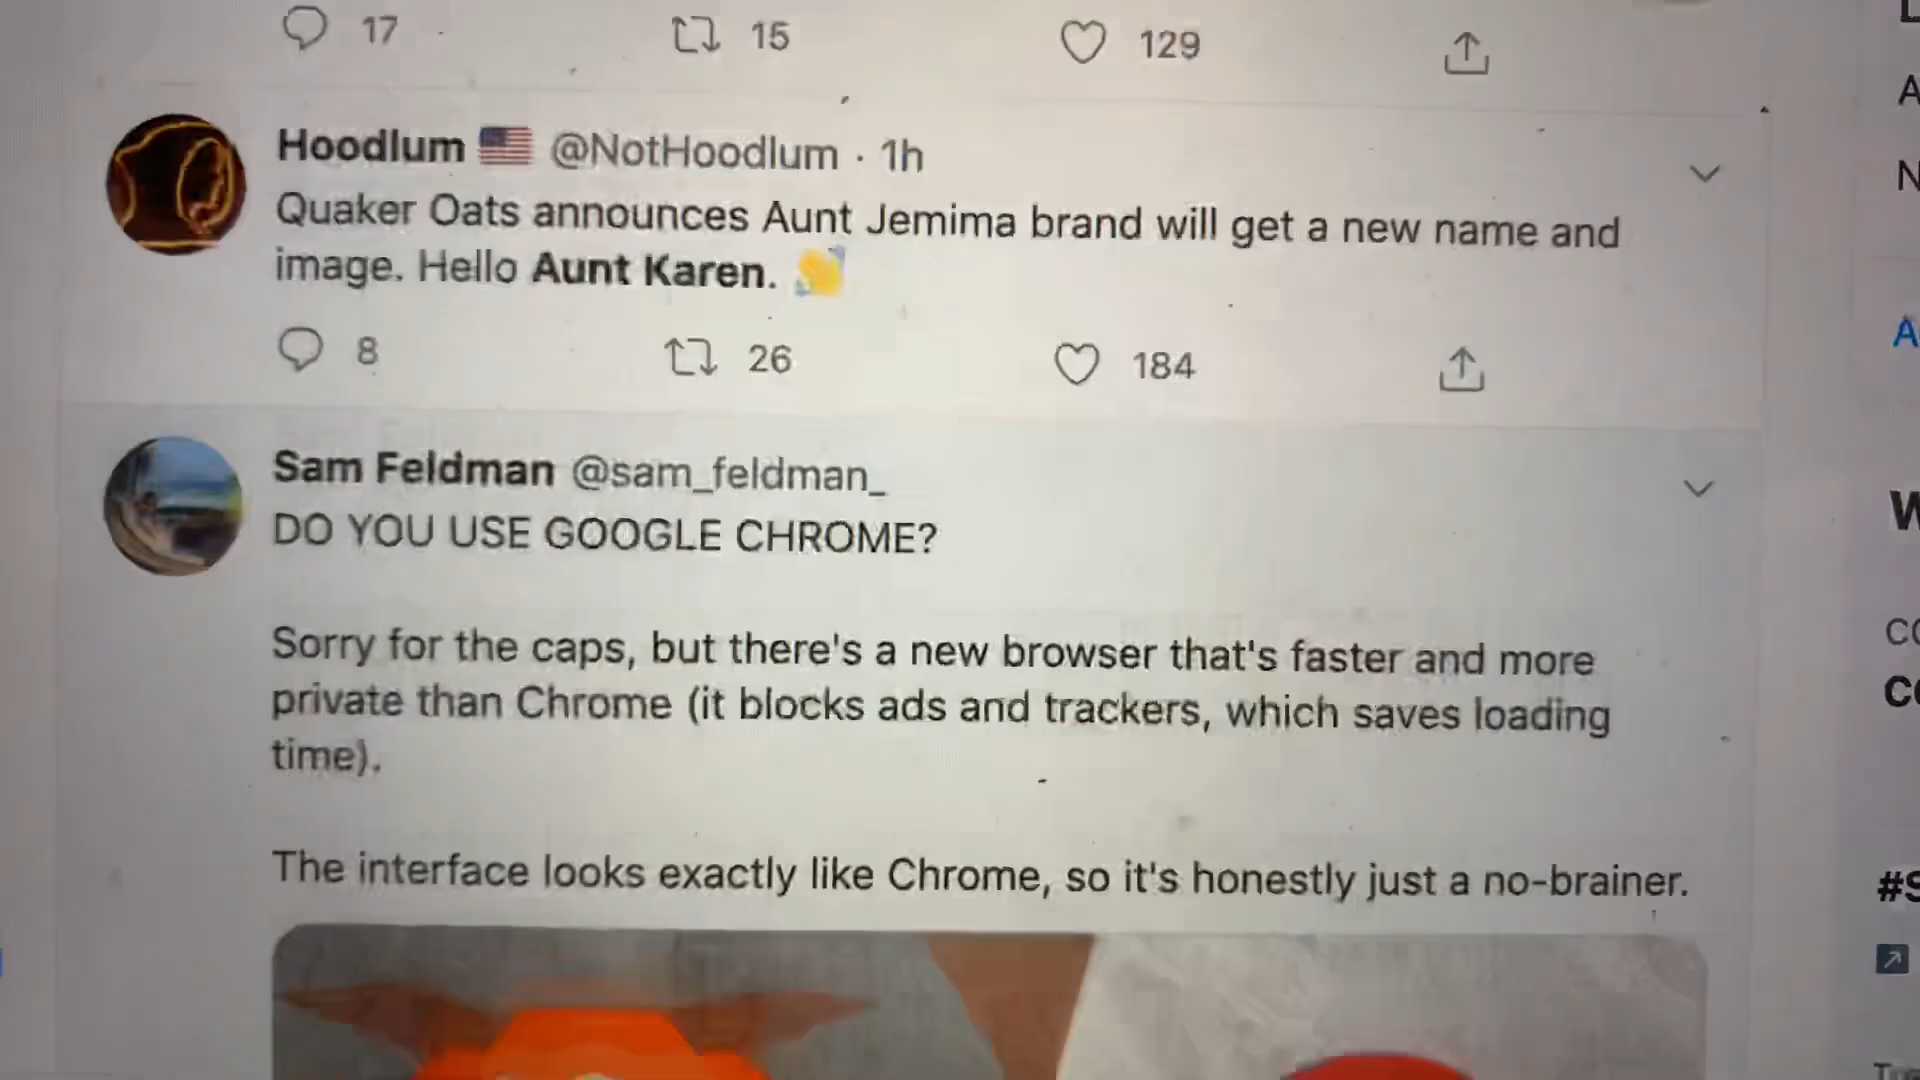 17 15 129
Hoodlum @NotHoodlum · 1h
Quaker Oats announces Aunt Jemima brand will get a new name and
image. Hello Aunt Karen.
8 26 184
Sam Feldman @sam_feldman_
DO YOU USE GOOGLE CHROME?
Sorry for the caps, but there's a new browser that's faster and more
private than Chrome (it blocks ads and trackers, which saves loading
time).
The interface looks exactly like Chrome, so it's honestly just a no-brainer.